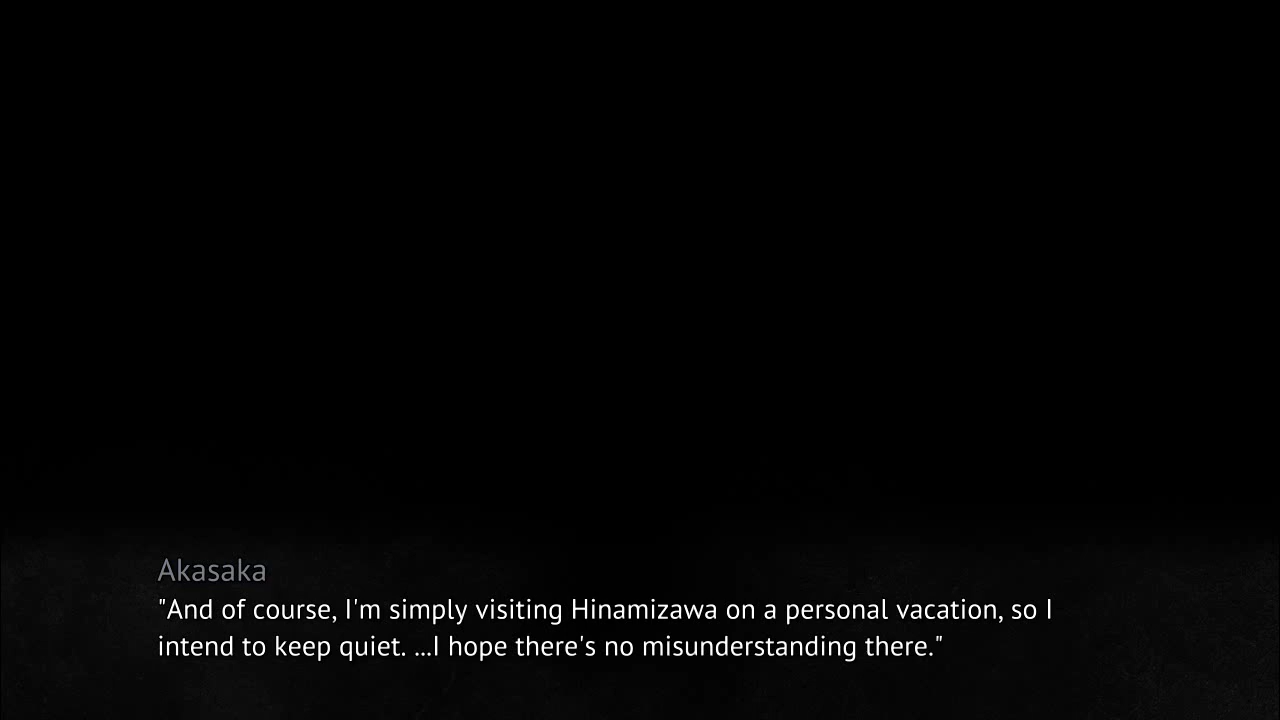 Akasaka
"And of course, I'm simply visiting Hinamizawa on a personal vacation, so I
intend to keep quiet. ...I hope there's no misunderstanding there."